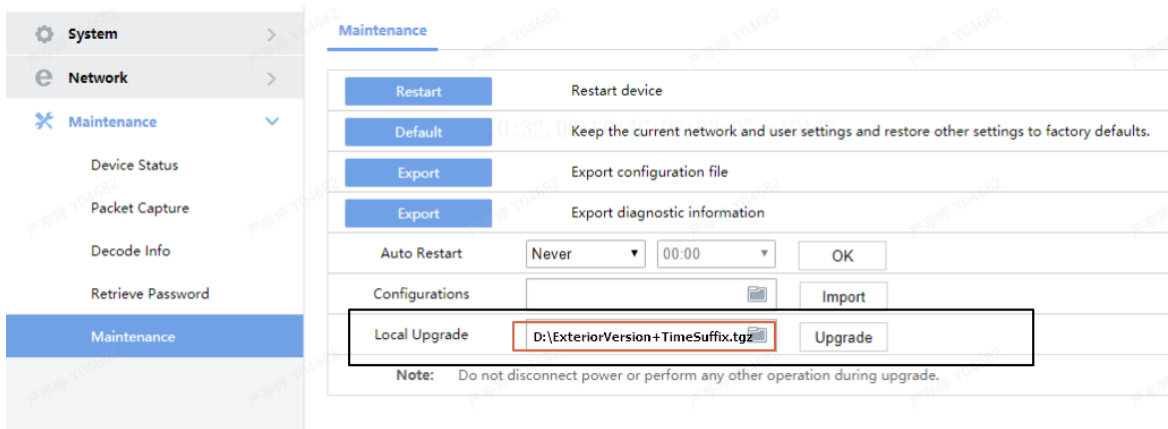 System
Network
Maintenance
Device Status
Packet Capture
Decode Info
Retrieve Password
Maintenance
Maintenance
Restart Restart device
Default Keep the current network and user settings and restore other settings to factory defaults.
Export Export configuration file
Export Export diagnostic information
Auto Restart Never 00:00 OK
Configurations Import
Local Upgrade D:\ExteriorVersion+TimeSuffix.tgz Upgrade
Note: Do not disconnect power or perform any other operation during upgrade.